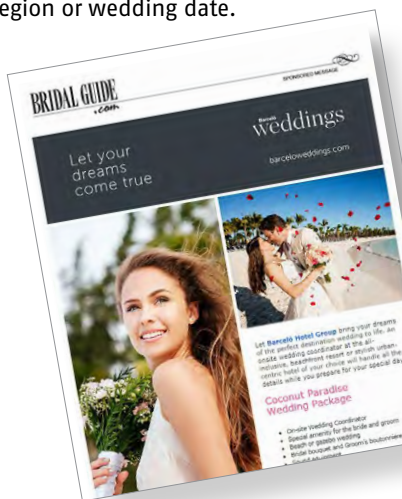 egion or wedding date.
BRIDAL GUIDE
.com
SPONSORED MESSAGE
Let your
dreams
come true
Barceló
weddings
barceloweddings.com
Let Barceló Hotel Group bring your dreams
of the perfect destination wedding to life. An
onsite wedding coordinator at the all-
inclusive, beachfront resort or stylish urban-
centric hotel of your choice will handle all the
details while you prepare for your special day
Coconut Paradise
Wedding Package
On-site Wedding Coordinator
Special amenity for the bride and groom
Beach or gazebo wedding
Bride bouquet and Groom's boutonniere